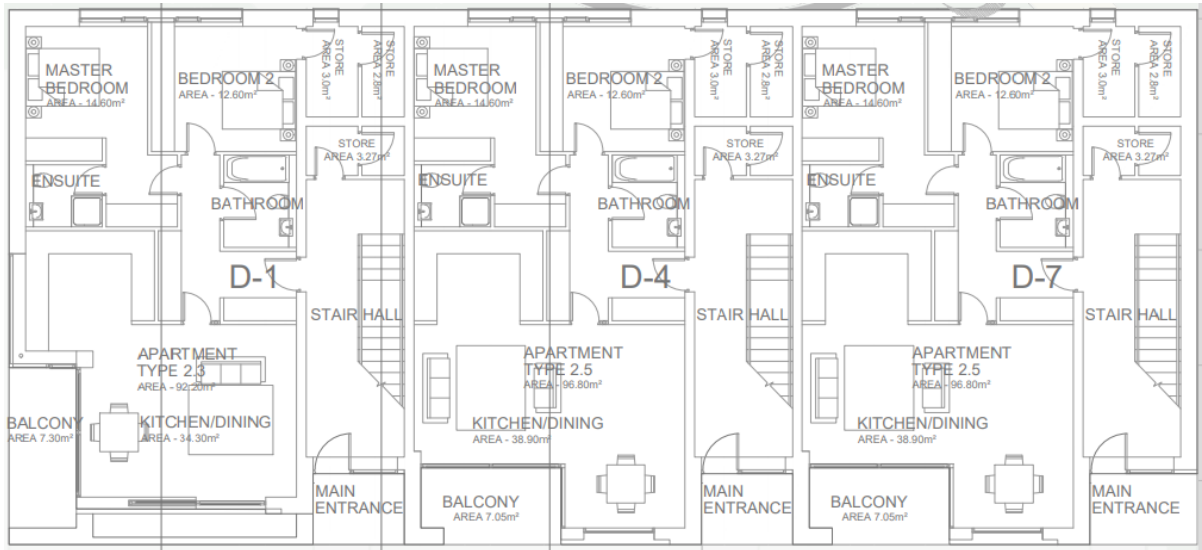 MASTER
BEDROOM
AREA - 14.60m²
BEDROOM 2
AREA - 12.60m²
STORE
AREA 3.0m²
STORE
AREA 2.8m²
STORE
AREA 3.27m²
ENSUITE
BATHROOM
D-1
STAIR HALL
APARTMENT
TYPE 2.3
AREA - 92.20m²
BALCONY
AREA 7.30m²
KITCHEN/DINING
AREA - 34.30m²
MAIN
ENTRANCE
MASTER
BEDROOM
AREA - 14.60m²
BEDROOM 2
AREA - 12.60m²
STORE
AREA 3.0m²
STORE
AREA 2.8m²
STORE
AREA 3.27m²
ENSUITE
BATHROOM
D-4
STAIR HALL
APARTMENT
TYPE 2.5
AREA - 96.80m²
KITCHEN/DINING
AREA - 38.90m²
BALCONY
AREA 7.05m²
MAIN
ENTRANCE
MASTER
BEDROOM
AREA - 14.60m²
BEDROOM 2
AREA - 12.60m²
STORE
AREA 3.0m²
STORE
AREA 2.8m²
STORE
AREA 3.27m²
ENSUITE
BATHROOM
D-7
STAIR HALL
APARTMENT
TYPE 2.5
AREA - 96.80m²
KITCHEN/DINING
AREA - 38.90m²
BALCONY
AREA 7.05m²
MAIN
ENTRANCE